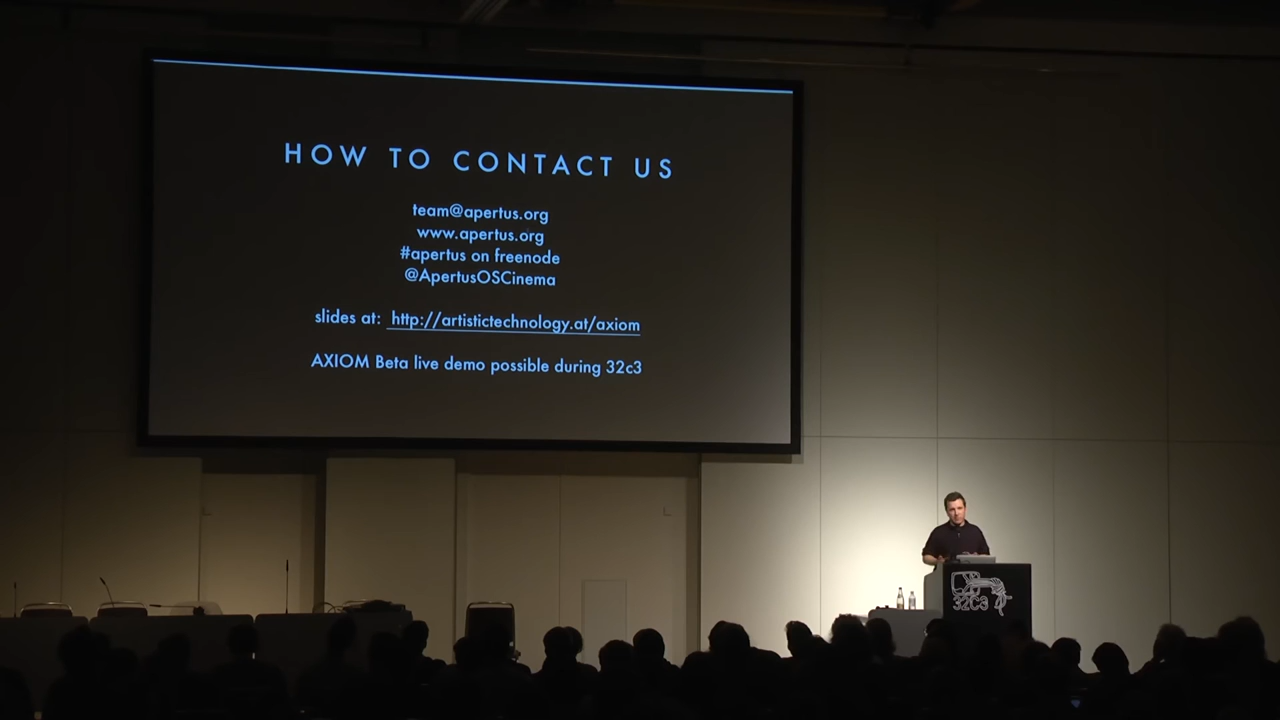 HOW TO CONTACT US
team@apertus.org
www.apertus.org
#apertus on freenode
@ApertusOSCinema
slides at: http://artistictechnology.at/axiom
AXIOM Beta live demo possible during 32c3
32C3